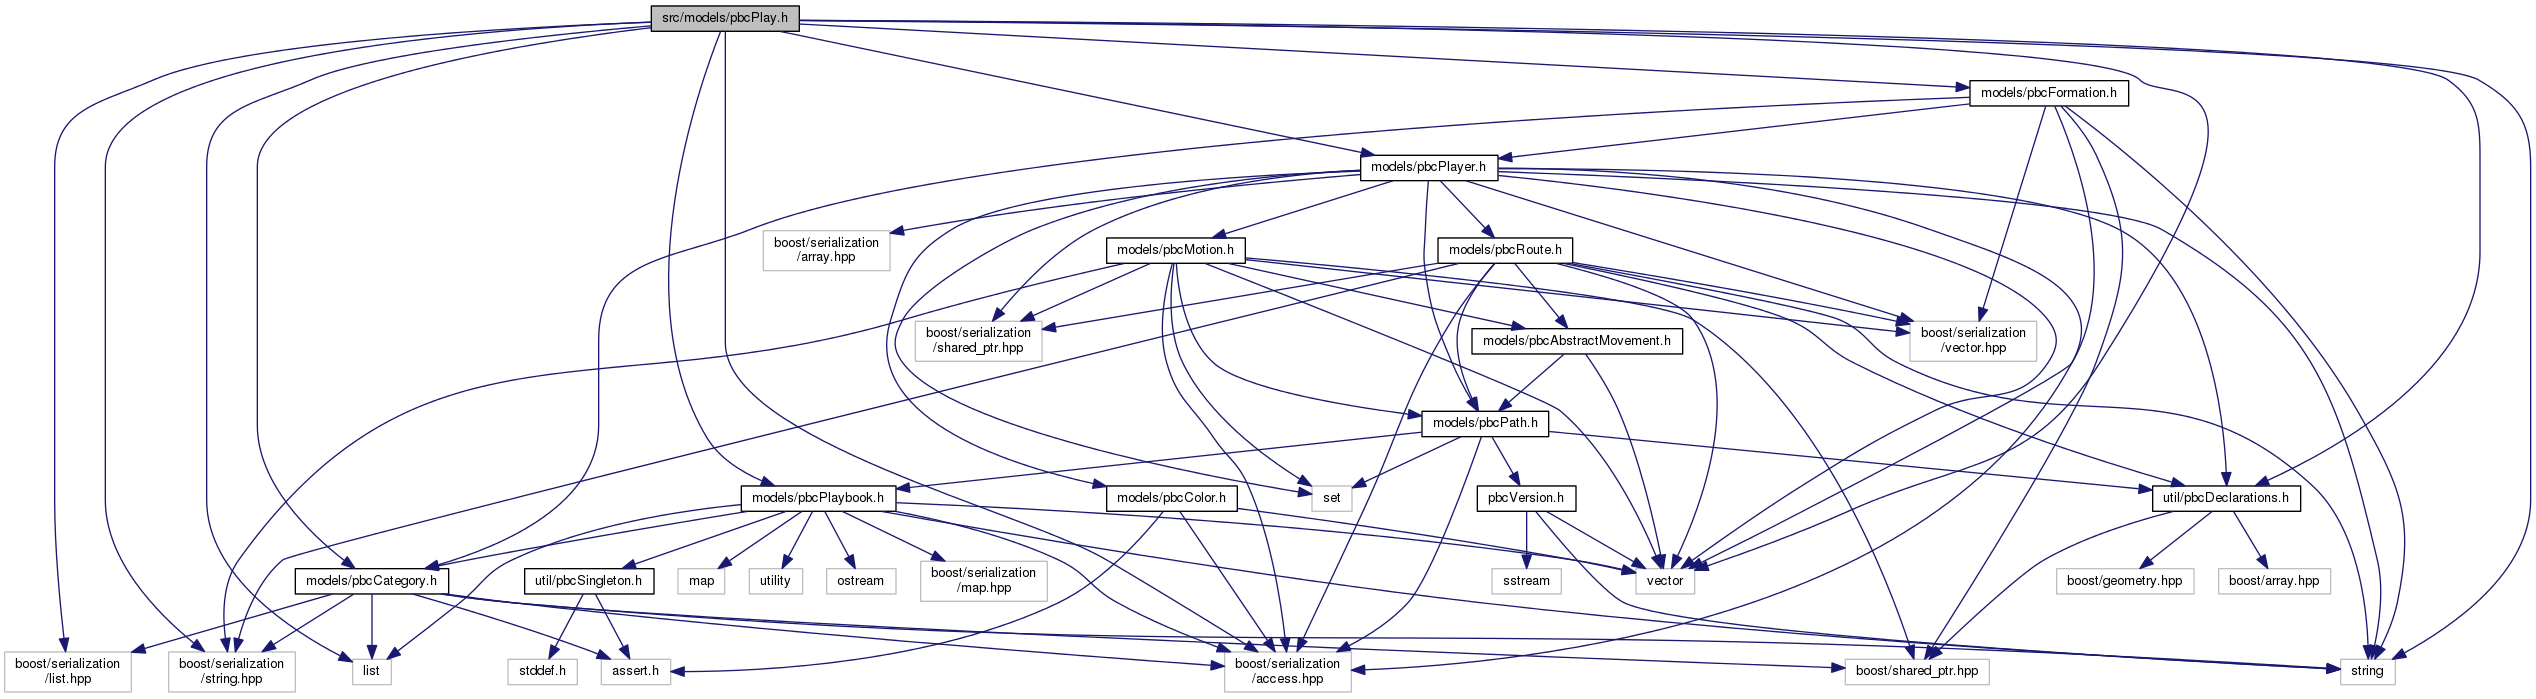 src/models/pbcPlay.h
models/pbcFormation.h
models/pbcPlayer.h
boost/serialization
/array.hpp
models/pbcMotion.h
models/pbcRoute.h
boost/serialization
/shared_ptr.hpp
models/pbcAbstractMovement.h
boost/serialization
/vector.hpp
models/pbcPath.h
models/pbcPlaybook.h
models/pbcColor.h
set
pbcVersion.h
util/pbcDeclarations.h
models/pbcCategory.h
util/pbcSingleton.h
map
utility
ostream
boost/serialization
/map.hpp
sstream
vector
boost/geometry.hpp
boost/array.hpp
boost/serialization
/list.hpp
boost/serialization
/string.hpp
list
stddef.h
assert.h
boost/serialization
/access.hpp
boost/shared_ptr.hpp
string